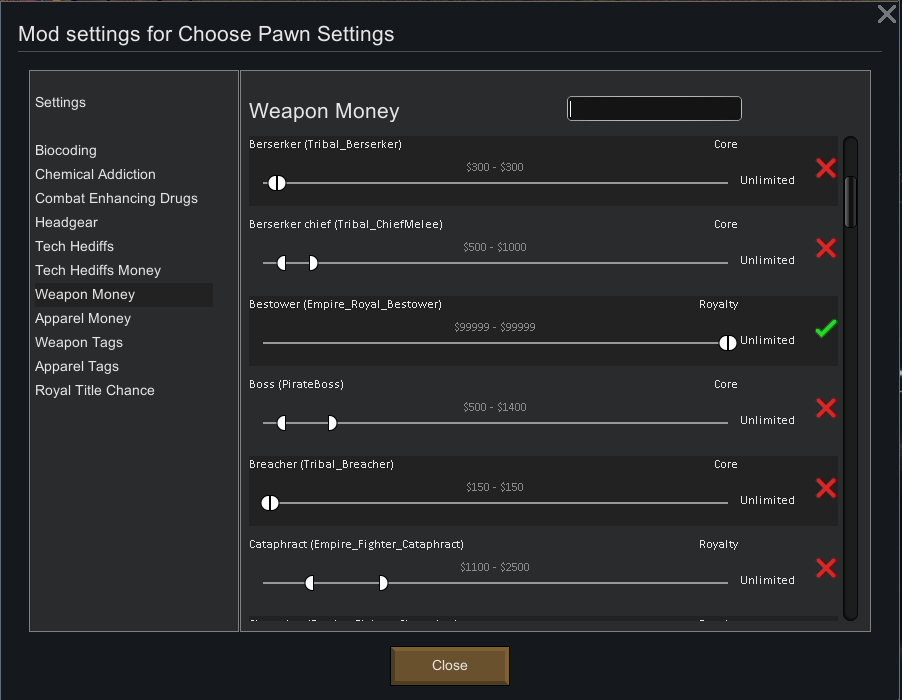 Mod settings for Choose Pawn Settings
Settings
Biocoding
Chemical Addiction
Combat Enhancing Drugs
Headgear
Tech Hediffs
Tech Hediffs Money
Weapon Money
Apparel Money
Weapon Tags
Apparel Tags
Royal Title Chance
Weapon Money
Berserker (Tribal_Berserker) Core
$300 - $300
Unlimited
Berserker chief (Tribal_ChiefMelee) Core
$500 - $1000
Unlimited
Bestower (Empire_Royal_Bestower) Royalty
$99999 - $99999
Unlimited
Boss (PirateBoss) Core
$500 - $1400
Unlimited
Breacher (Tribal_Breacher) Core
$150 - $150
Unlimited
Cataphract (Empire_Fighter_Cataphract) Royalty
$1100 - $2500
Unlimited
Close